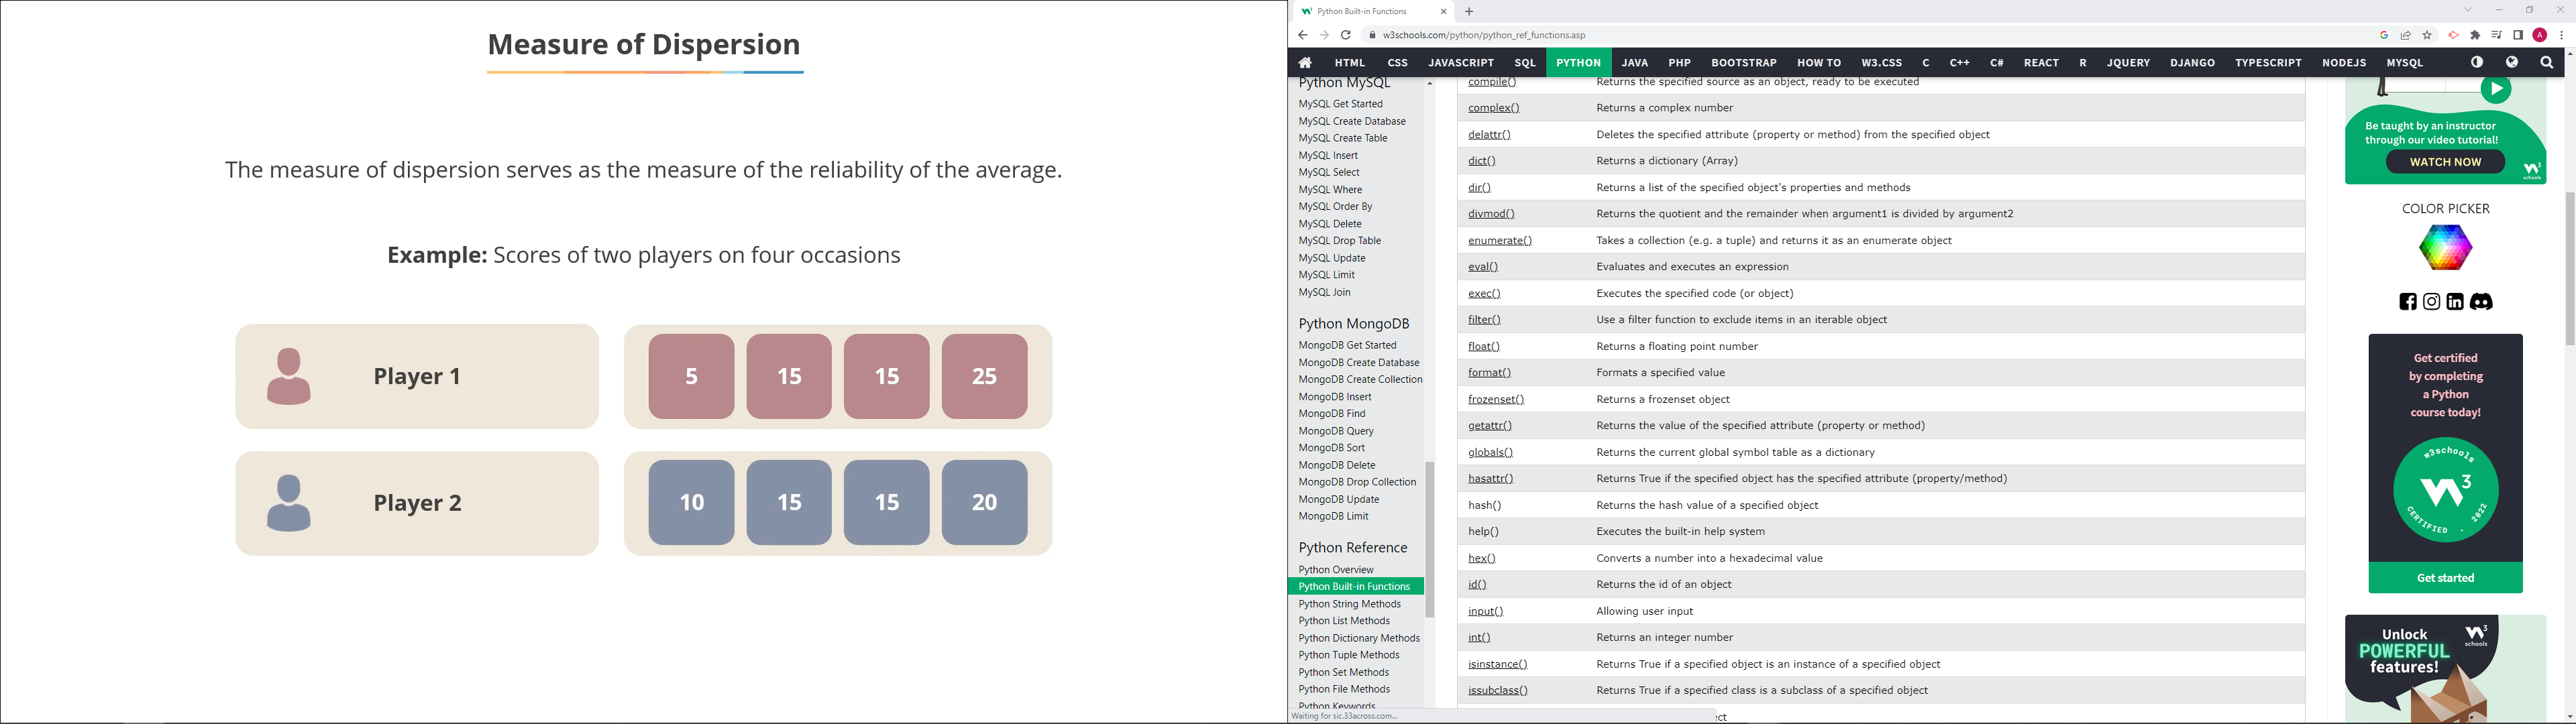 Measure of Dispersion
The measure of dispersion serves as the measure of the reliability of the average.
Example: Scores of two players on four occasions
Player 1
5 15 15 25
Player 2
10 15 15 20
Python Built-in Functions
w3schools.com/python/python_ref_functions.asp
A
HTML CSS JAVASCRIPT SQL PYTHON JAVA PHP BOOTSTRAP HOW TO W3.CSS C C++ C# REACT R JQUERY DJANGO TYPESCRIPT NODEJS MYSQL
Python MySQL
MySQL Get Started
MySQL Create Database
MySQL Create Table
MySQL Insert
MySQL Select
MySQL Where
MySQL Order By
MySQL Delete
MySQL Drop Table
MySQL Update
MySQL Limit
MySQL Join
Python MongoDB
MongoDB Get Started
MongoDB Create Database
MongoDB Create Collection
MongoDB Insert
MongoDB Find
MongoDB Query
MongoDB Sort
MongoDB Delete
MongoDB Drop Collection
MongoDB Update
MongoDB Limit
Python Reference
Python Overview
Python Built-in Functions
Python String Methods
Python List Methods
Python Dictionary Methods
Python Tuple Methods
Python Set Methods
Python File Methods
Python Keywords
Waiting for sic.33across.com...
compile() Returns the specified source as an object, ready to be executed
complex() Returns a complex number
delattr() Deletes the specified attribute (property or method) from the specified object
dict() Returns a dictionary (Array)
dir() Returns a list of the specified object's properties and methods
divmod() Returns the quotient and the remainder when argument1 is divided by argument2
enumerate() Takes a collection (e.g. a tuple) and returns it as an enumerate object
eval() Evaluates and executes an expression
exec() Executes the specified code (or object)
filter() Use a filter function to exclude items in an iterable object
float() Returns a floating point number
format() Formats a specified value
frozenset() Returns a frozenset object
getattr() Returns the value of the specified attribute (property or method)
globals() Returns the current global symbol table as a dictionary
hasattr() Returns True if the specified object has the specified attribute (property/method)
hash() Returns the hash value of a specified object
help() Executes the built-in help system
hex() Converts a number into a hexadecimal value
id() Returns the id of an object
input() Allowing user input
int() Returns an integer number
isinstance() Returns True if a specified object is an instance of a specified object
issubclass() Returns True if a specified class is a subclass of a specified object
Be taught by an instructor
through our video tutorial!
WATCH NOW
schools
COLOR PICKER
Get certified
by completing
a Python
course today!
w3schools
CERTIFIED . 2022
Get started
Unlock
POWERFUL
features!
schools